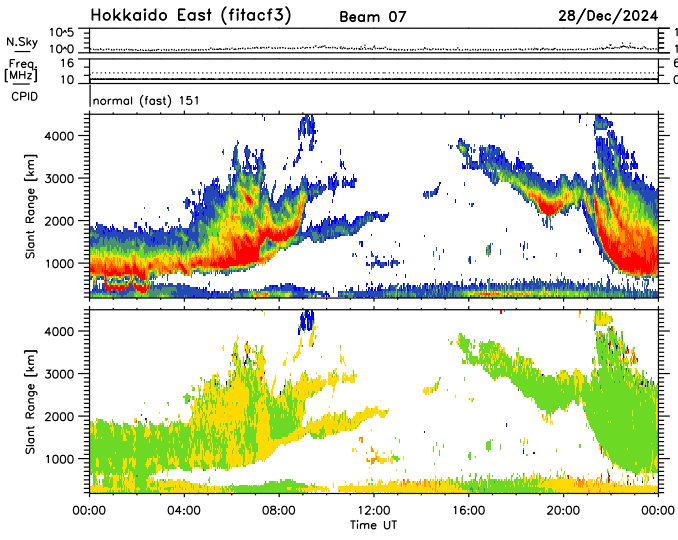 Hokkaido East (fitacf3) Beam 07 28/Dec/2024
N.Sky 10^5 10^0 1 1
Freq. [MHz] 16 10 6 0
CPID normal (fast) 151
Slant Range [km] 4000 3000 2000 1000
Slant Range [km] 4000 3000 2000 1000
00:00 04:00 08:00 12:00 16:00 20:00 00:00
Time UT